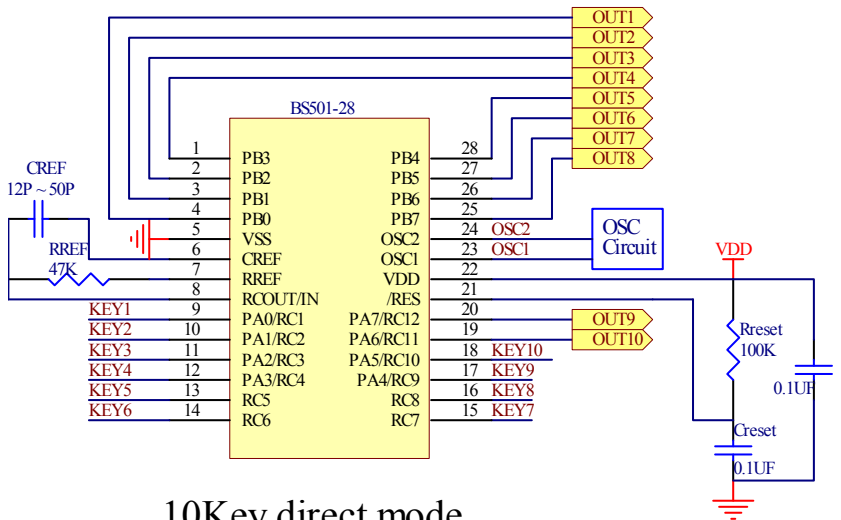 OUT1
OUT2
OUT3
OUT4
OUT5
OUT6
OUT7
OUT8
BS501-28
CREF
12P ~ 50P
RREF
47K
1 PB3 PB4 28
2 PB2 PB5 27
3 PB1 PB6 26
4 PB0 PB7 25
5 VSS OSC2 24 OSC2
6 CREF OSC1 23 OSC1
7 RREF VDD 22
8 RCOUT/IN /RES 21
KEY1 9 PA0/RC1 PA7/RC12 20 OUT9
KEY2 10 PA1/RC2 PA6/RC11 19 OUT10
KEY3 11 PA2/RC3 PA5/RC10 18 KEY10
KEY4 12 PA3/RC4 PA4/RC9 17 KEY9
KEY5 13 RC5 RC8 16 KEY8
KEY6 14 RC6 RC7 15 KEY7
OSC
Circuit
VDD
Rreset
100K
0.1UF
Creset
0.1UF
10Key direct mode